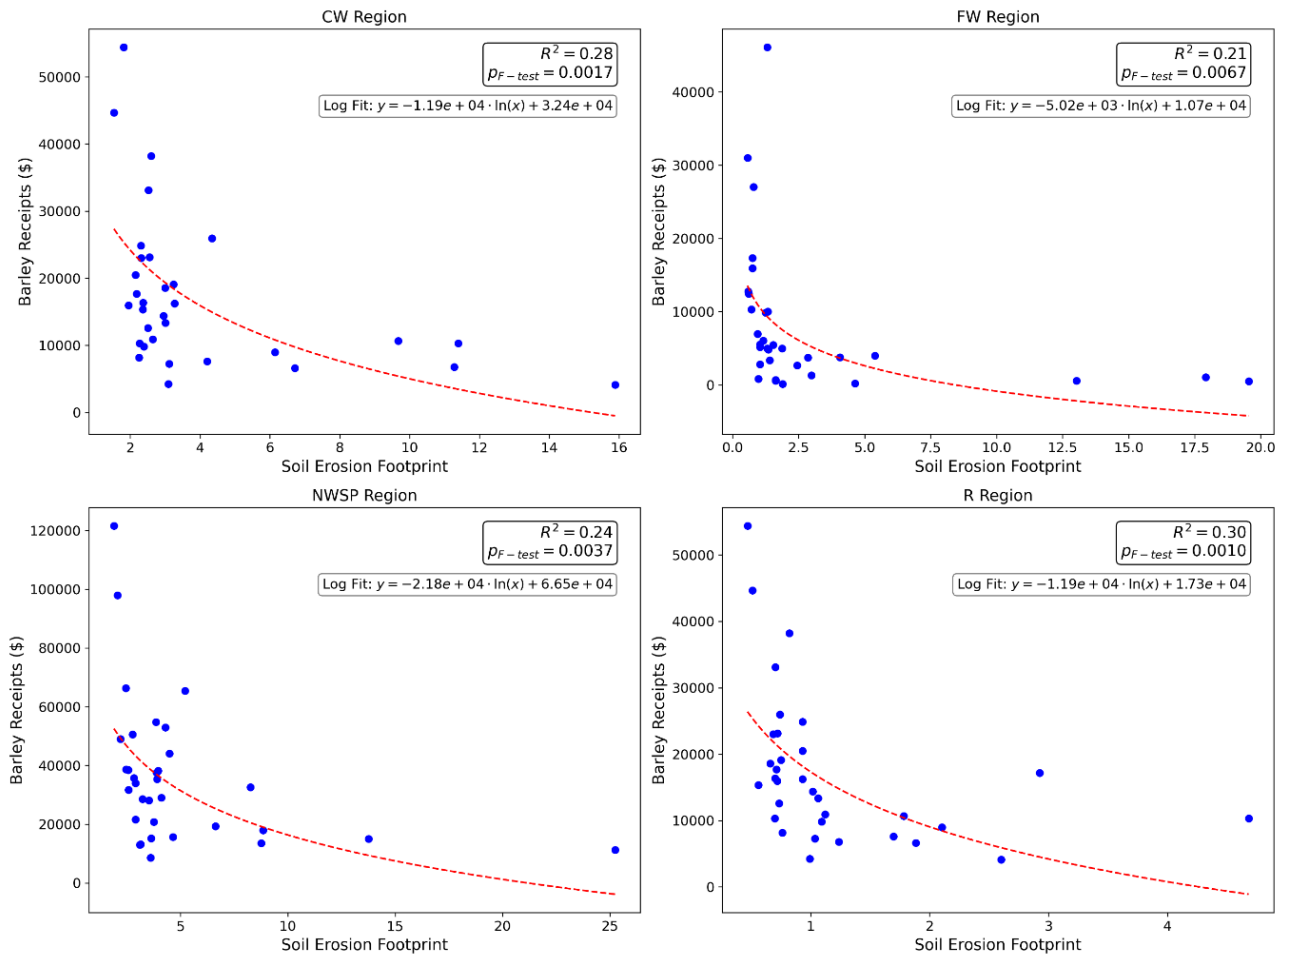 CW Region
R² = 0.28
p_F−test = 0.0017
Log Fit: y = −1.19e + 04 · ln(x) + 3.24e + 04
50000
40000
30000
20000
10000
0
Barley Receipts ($)
2 4 6 8 10 12 14 16
Soil Erosion Footprint
FW Region
R² = 0.21
p_F−test = 0.0067
Log Fit: y = −5.02e + 03 · ln(x) + 1.07e + 04
40000
30000
20000
10000
0
Barley Receipts ($)
0.0 2.5 5.0 7.5 10.0 12.5 15.0 17.5 20.0
Soil Erosion Footprint
NWSP Region
R² = 0.24
p_F−test = 0.0037
Log Fit: y = −2.18e + 04 · ln(x) + 6.65e + 04
120000
100000
80000
60000
40000
20000
0
Barley Receipts ($)
5 10 15 20 25
Soil Erosion Footprint
R Region
R² = 0.30
p_F−test = 0.0010
Log Fit: y = −1.19e + 04 · ln(x) + 1.73e + 04
50000
40000
30000
20000
10000
0
Barley Receipts ($)
1 2 3 4
Soil Erosion Footprint